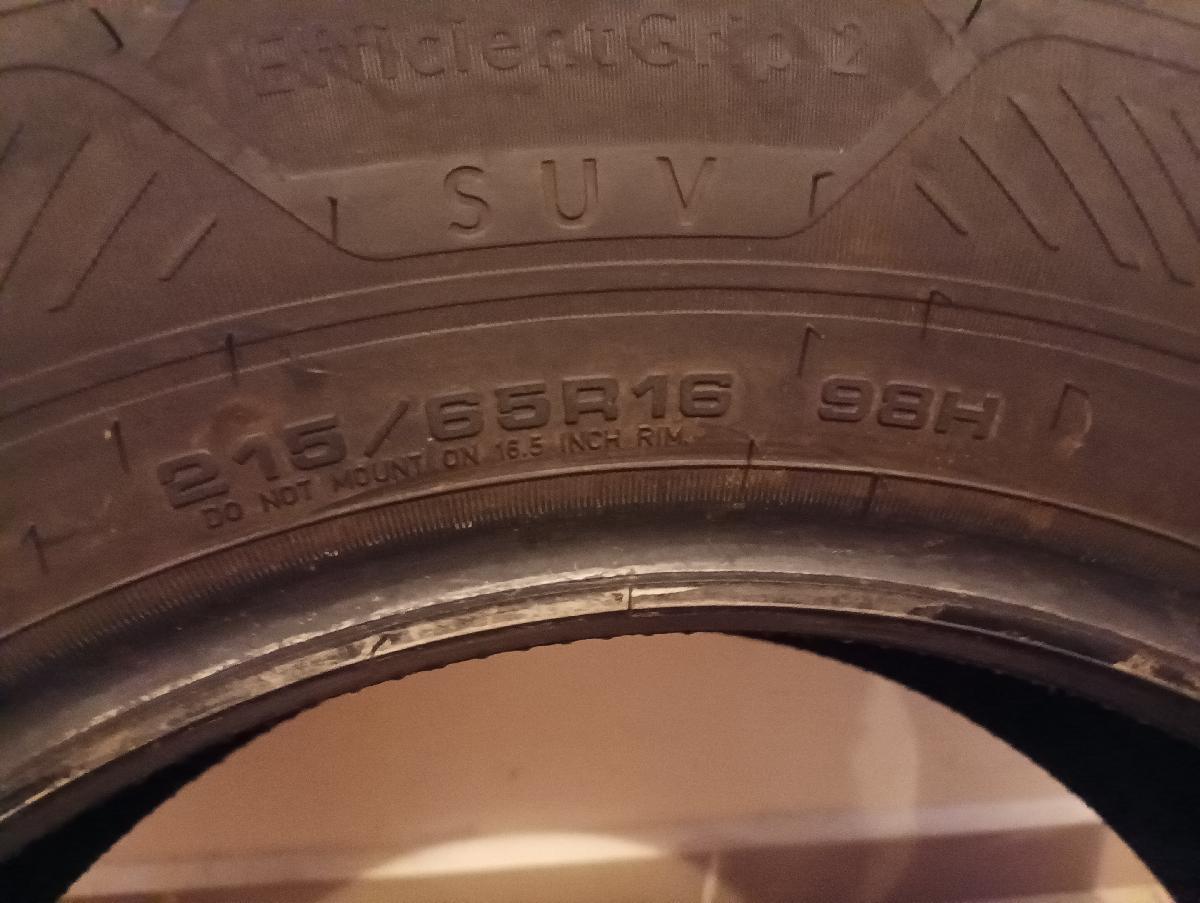 EfficientGrip 2
SUV
215/65R16 98H
DO NOT MOUNT ON 16.5 INCH RIM.